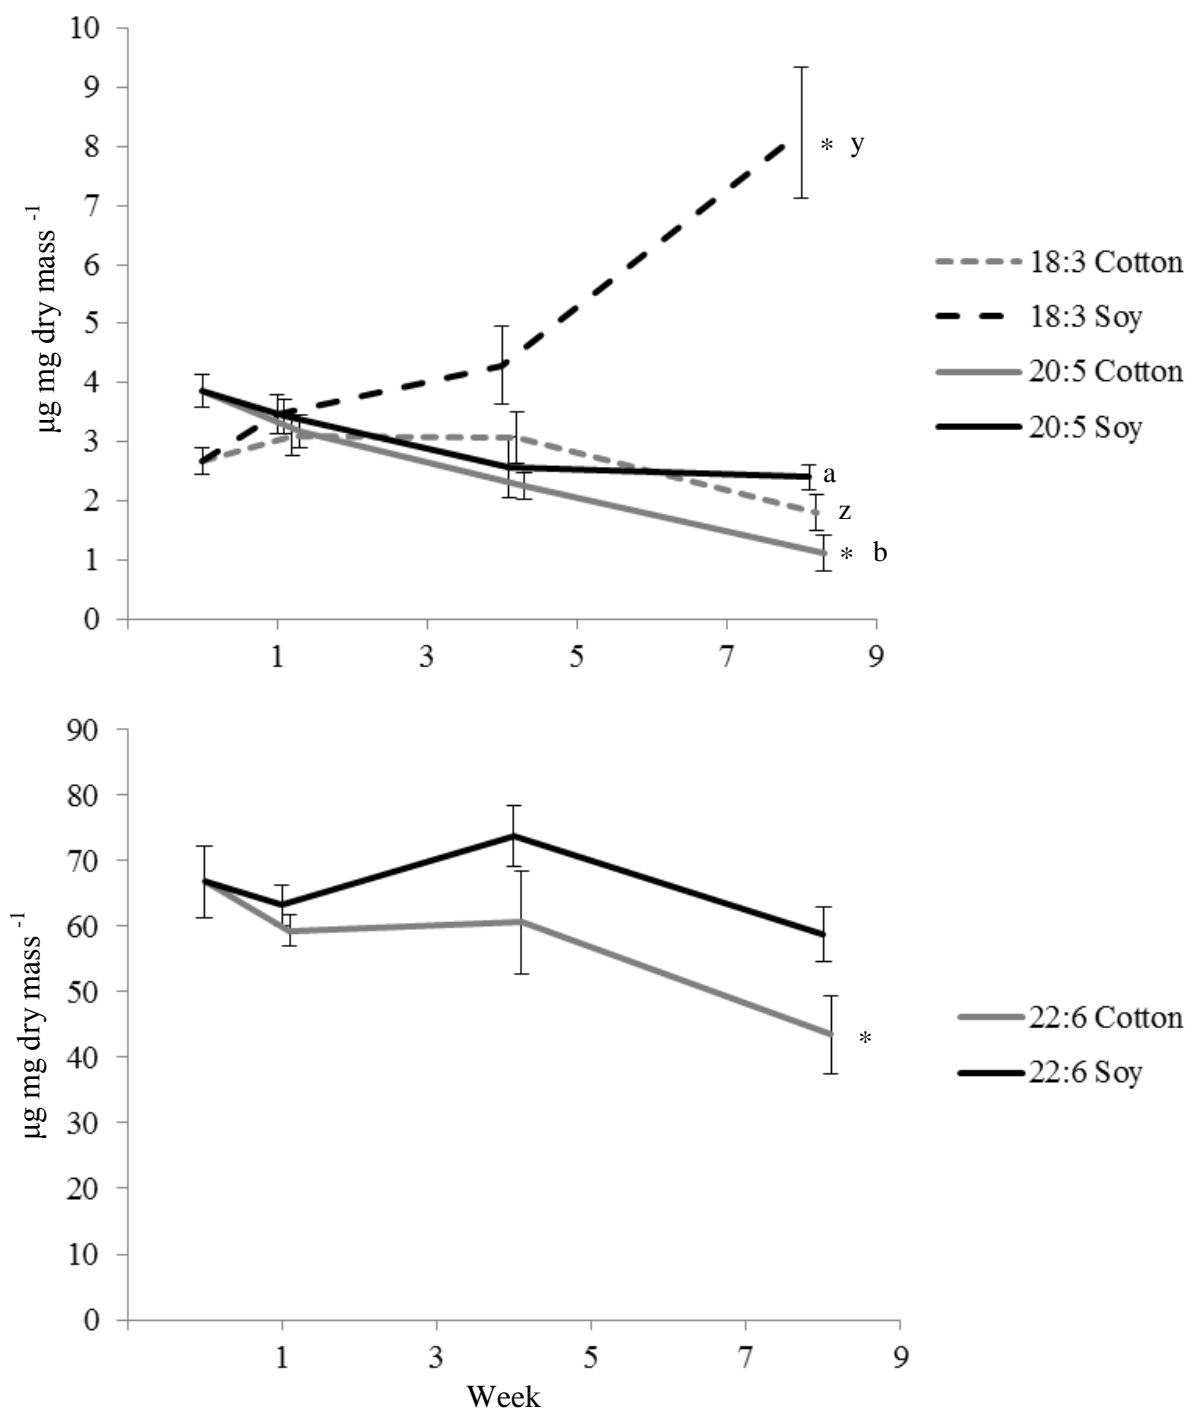 10
9
8
7
6
5
4
3
2
1
0
µg mg dry mass -1
* y
a
z
* b
1 3 5 7 9
18:3 Cotton
18:3 Soy
20:5 Cotton
20:5 Soy
90
80
70
60
50
40
30
20
10
0
µg mg dry mass -1
*
1 3 5 7 9
Week
22:6 Cotton
22:6 Soy